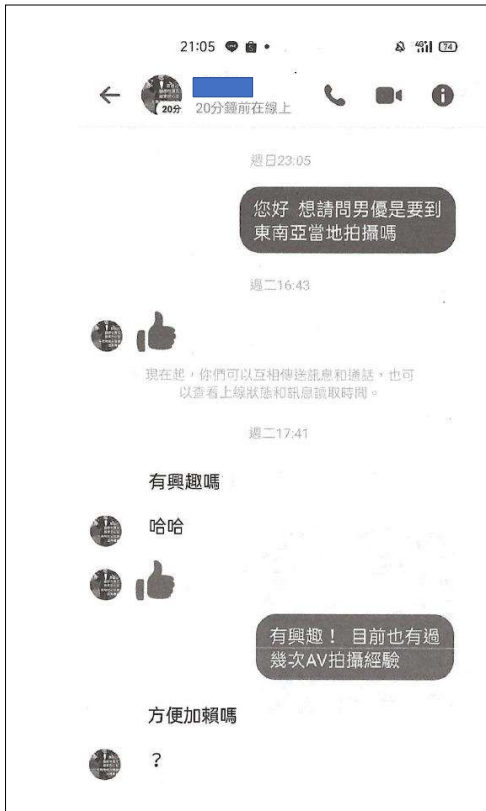 21:05
4G 74
20分
20分鐘前在線上
週日23:05
您好 想請問男優是要到
東南亞當地拍攝嗎
週二16:43
現在起，你們可以互相傳送訊息和通話，也可
以查看上線狀態和訊息讀取時間。
週二17:41
有興趣嗎
哈哈
有興趣！ 目前也有過
幾次AV拍攝經驗
方便加賴嗎
？